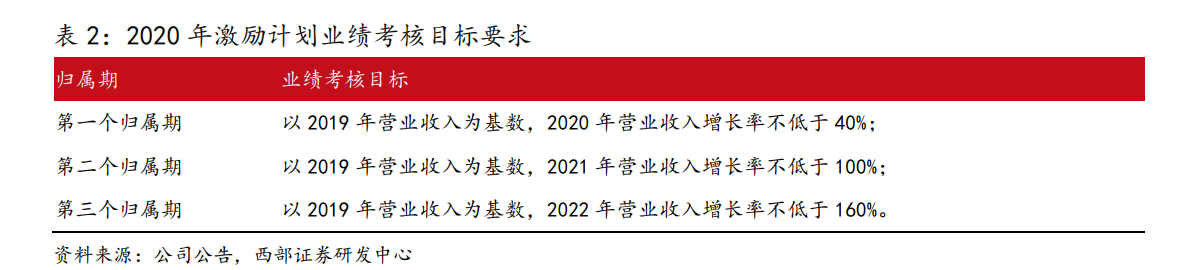 表 2：2020 年激励计划业绩考核目标要求
归属期 业绩考核目标
第一个归属期 以 2019 年营业收入为基数，2020 年营业收入增长率不低于 40%；
第二个归属期 以 2019 年营业收入为基数，2021 年营业收入增长率不低于 100%；
第三个归属期 以 2019 年营业收入为基数，2022 年营业收入增长率不低于 160%。
资料来源：公司公告，西部证券研发中心